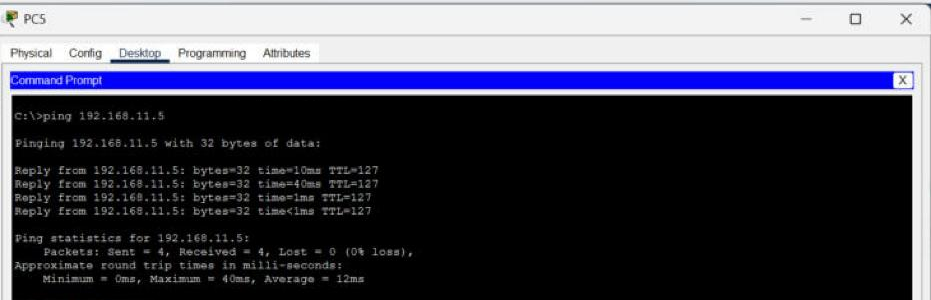 PC5
Physical Config Desktop Programming Attributes
Command Prompt X
C:\>ping 192.168.11.5
Pinging 192.168.11.5 with 32 bytes of data:
Reply from 192.168.11.5: bytes=32 time=10ms TTL=127
Reply from 192.168.11.5: bytes=32 time=40ms TTL=127
Reply from 192.168.11.5: bytes=32 time=1ms TTL=127
Reply from 192.168.11.5: bytes=32 time<1ms TTL=127
Ping statistics for 192.168.11.5:
Packets: Sent = 4, Received = 4, Lost = 0 (0% loss),
Approximate round trip times in milli-seconds:
Minimum = 0ms, Maximum = 40ms, Average = 12ms